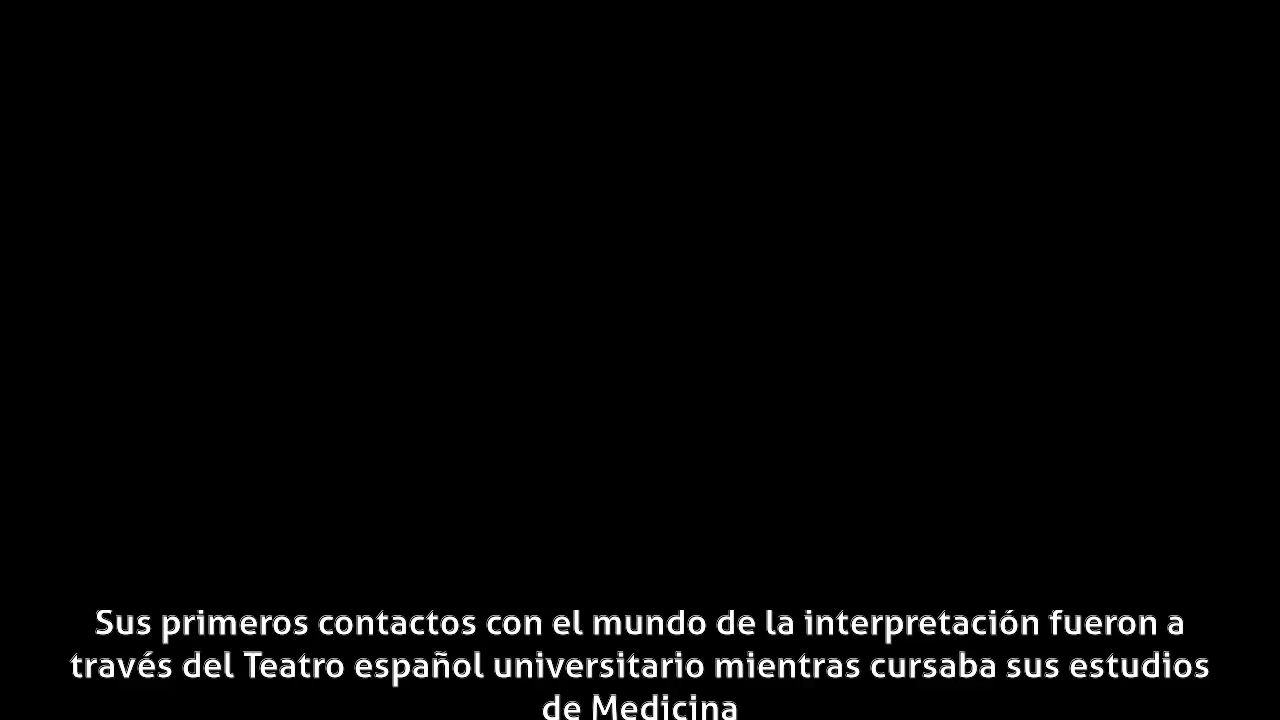 Sus primeros contactos con el mundo de la interpretación fueron a
través del Teatro español universitario mientras cursaba sus estudios
de Medicina